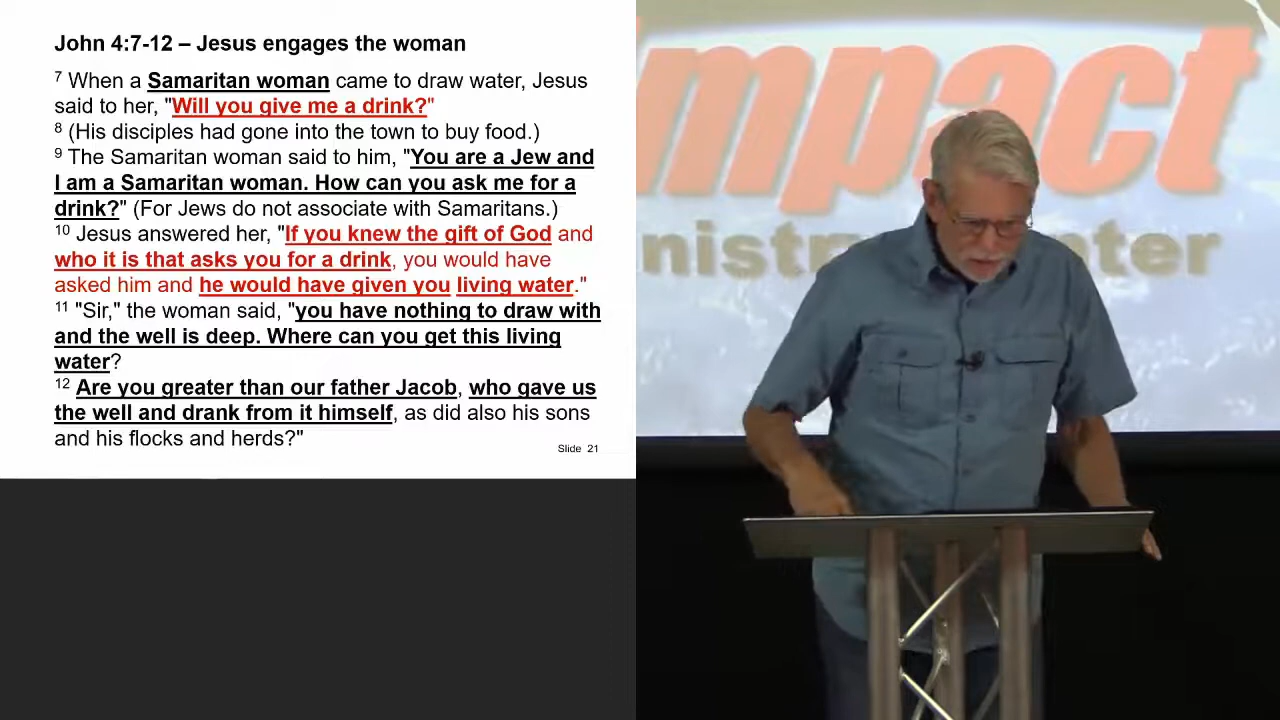 John 4:7-12 – Jesus engages the woman
7 When a Samaritan woman came to draw water, Jesus
said to her, "Will you give me a drink?"
8 (His disciples had gone into the town to buy food.)
9 The Samaritan woman said to him, "You are a Jew and
I am a Samaritan woman. How can you ask me for a
drink?" (For Jews do not associate with Samaritans.)
10 Jesus answered her, "If you knew the gift of God and
who it is that asks you for a drink, you would have
asked him and he would have given you living water."
11 "Sir," the woman said, "you have nothing to draw with
and the well is deep. Where can you get this living
water?
12 Are you greater than our father Jacob, who gave us
the well and drank from it himself, as did also his sons
and his flocks and herds?"
Slide 21
Impact